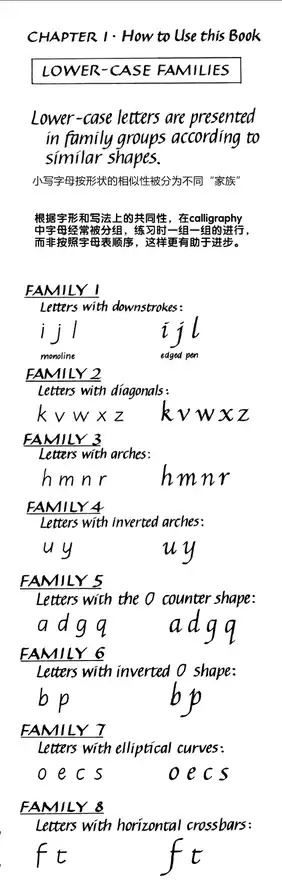 CHAPTER 1 · How to Use this Book
LOWER-CASE FAMILIES
Lower-case letters are presented
in family groups according to
similar shapes.
小写字母按形状的相似性被分为不同“家族”
根据字形和写法上的共同性，在calligraphy
中字母经常被分组，练习时一组一组的进行，
而非按照字母表顺序，这样更有助于进步。
FAMILY 1
Letters with downstrokes:
i j l i j l
monoline edged pen
FAMILY 2
Letters with diagonals:
k v w x z k v w x z
FAMILY 3
Letters with arches:
h m n r h m n r
FAMILY 4
Letters with inverted arches:
u y u y
FAMILY 5
Letters with the O counter shape:
a d g q a d g q
FAMILY 6
Letters with inverted O shape:
b p b p
FAMILY 7
Letters with elliptical curves:
o e c s o e c s
FAMILY 8
Letters with horizontal crossbars:
f t f t